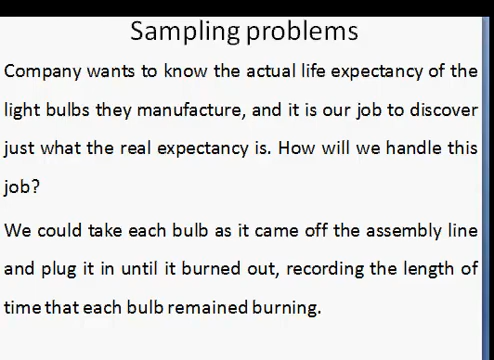 Sampling problems
Company wants to know the actual life expectancy of the
light bulbs they manufacture, and it is our job to discover
just what the real expectancy is. How will we handle this
job?
We could take each bulb as it came off the assembly line
and plug it in until it burned out, recording the length of
time that each bulb remained burning.